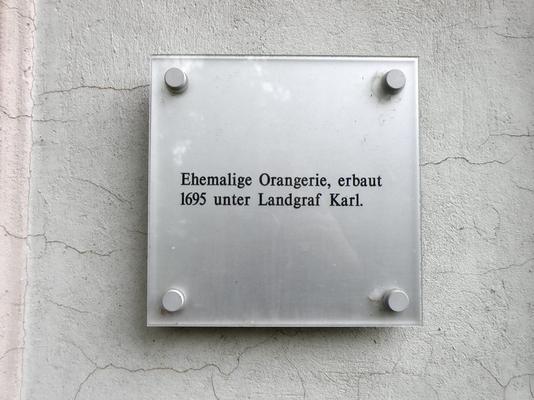 Ehemalige Orangerie, erbaut
1695 unter Landgraf Karl.